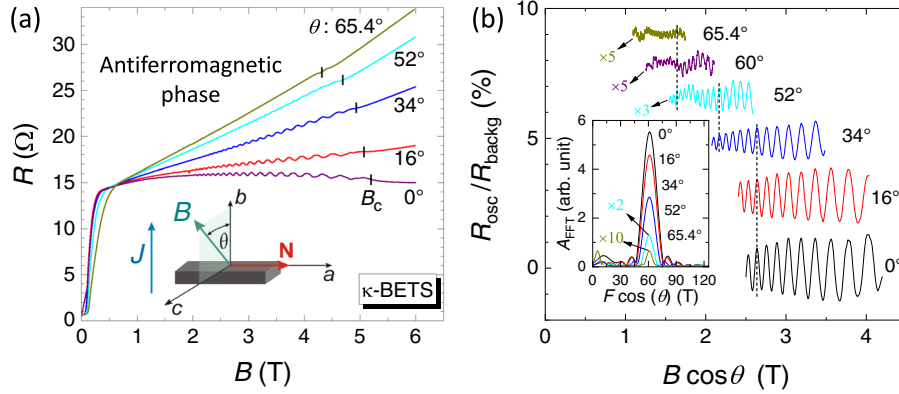 (a)
30
25
20
15
10
5
0
R (Ω)
θ : 65.4°
52°
34°
16°
0°
Antiferromagnetic
phase
B_c
J
B
θ
b
N
a
c
κ-BETS
0 1 2 3 4 5 6
B (T)
(b)
10
5
0
R_osc/R_backg (%)
×5
65.4°
×5
60°
×3
52°
34°
16°
0°
6
4
2
0
A_FFT (arb. unit)
0°
16°
34°
×2
52°
×10
65.4°
0 30 60 90 120
F cos (θ) (T)
0 1 2 3 4
B cosθ (T)